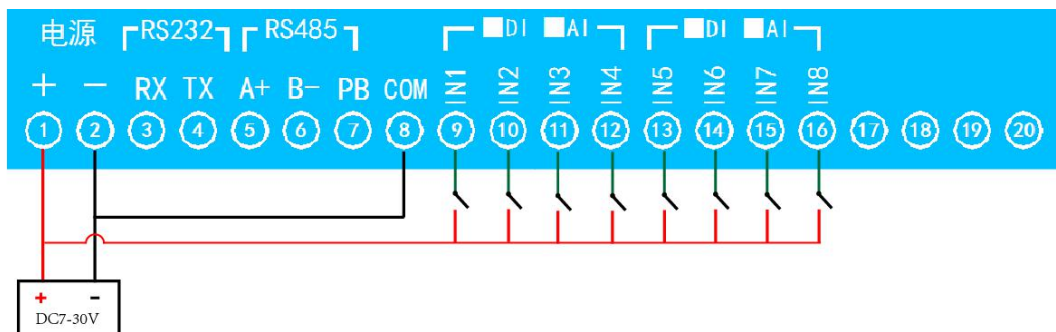 电源 RS232 RS485 DI AI DI AI
+ - RX TX A+ B- PB COM IN1 IN2 IN3 IN4 IN5 IN6 IN7 IN8
1 2 3 4 5 6 7 8 9 10 11 12 13 14 15 16 17 18 19 20
+ -
DC7-30V